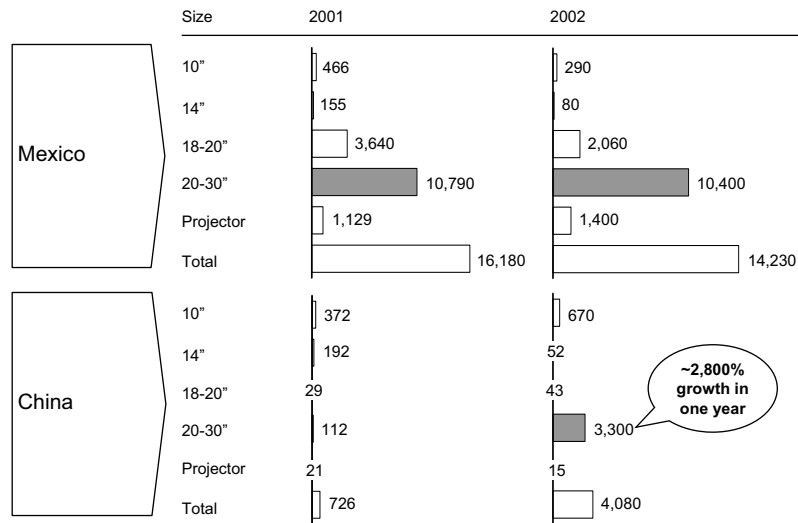 Size 2001 2002
Mexico
10” 466 290
14” 155 80
18-20” 3,640 2,060
20-30” 10,790 10,400
Projector 1,129 1,400
Total 16,180 14,230
China
10” 372 670
14” 192 52
18-20” 29 43
20-30” 112 3,300
Projector 21 15
Total 726 4,080
~2,800%
growth in
one year